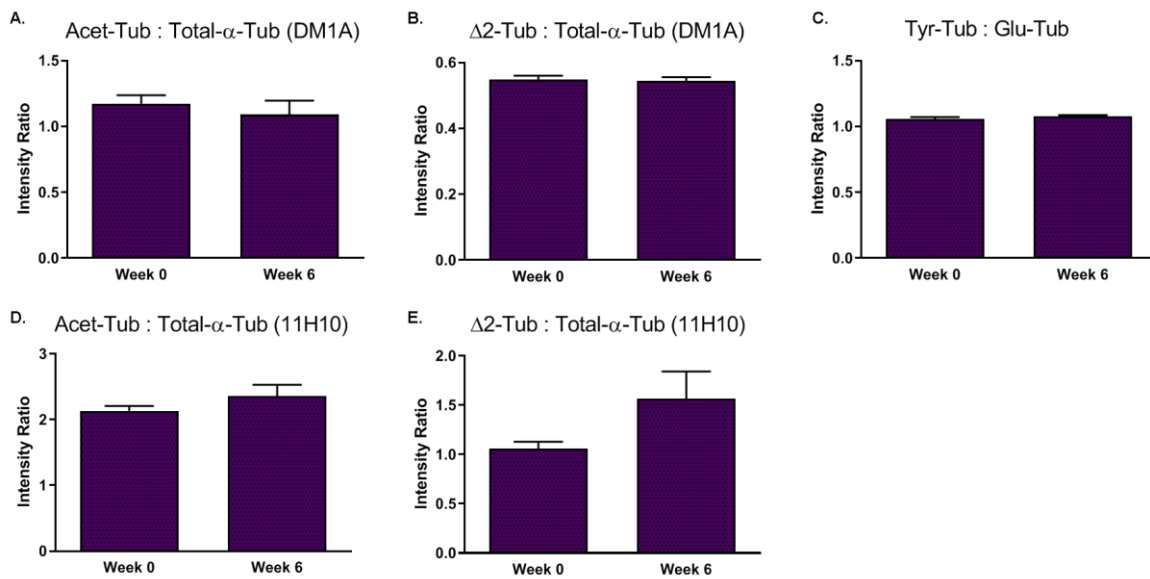 A.
Acet-Tub : Total-α-Tub (DM1A)
Intensity Ratio
1.5
1.0
0.5
0.0
Week 0
Week 6
B.
Δ2-Tub : Total-α-Tub (DM1A)
Intensity Ratio
0.6
0.4
0.2
0.0
Week 0
Week 6
C.
Tyr-Tub : Glu-Tub
Intensity Ratio
1.5
1.0
0.5
0.0
Week 0
Week 6
D.
Acet-Tub : Total-α-Tub (11H10)
Intensity Ratio
3
2
1
0
Week 0
Week 6
E.
Δ2-Tub : Total-α-Tub (11H10)
Intensity Ratio
2.0
1.5
1.0
0.5
0.0
Week 0
Week 6